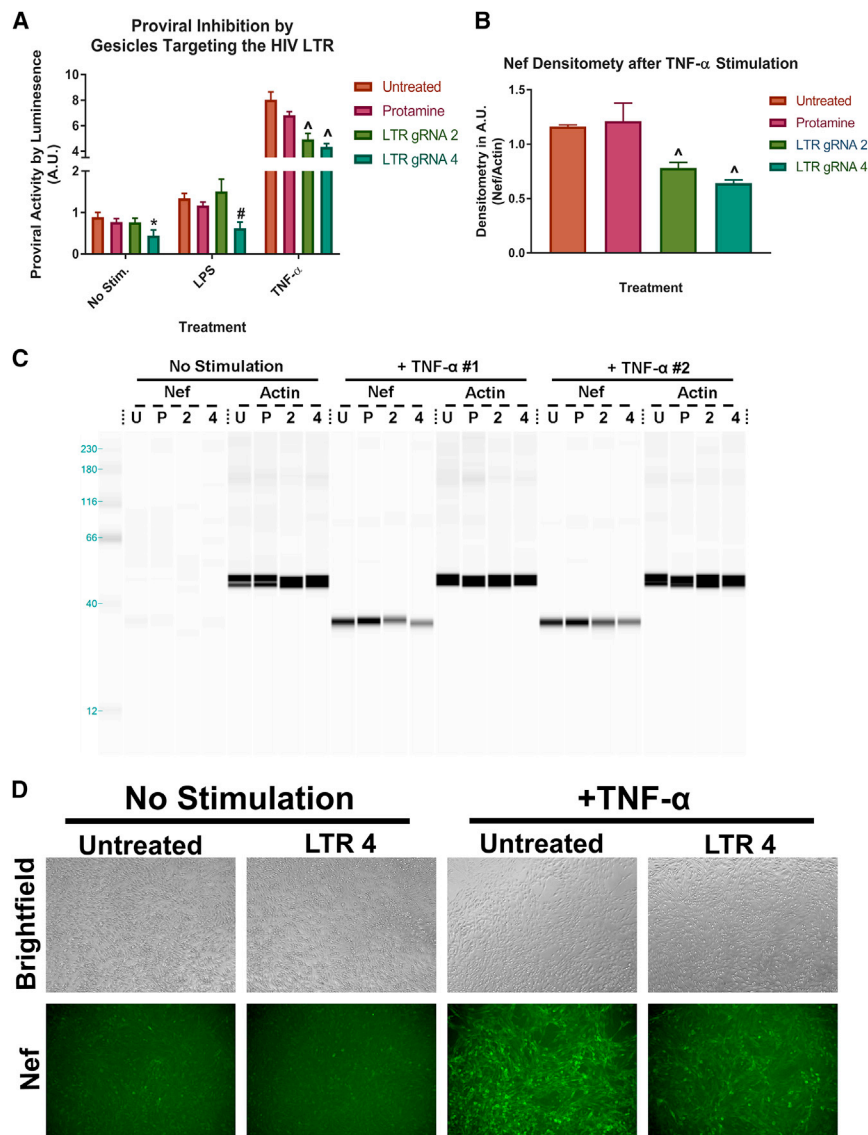 A
Proviral Inhibition by
Gesicles Targeting the HIV LTR
Proviral Activity by Luminesence
(A.U.)
8
6
4
2
1
0
No Stim.
LPS
TNF-α
*
#
^
^
Treatment
Untreated
Protamine
LTR gRNA 2
LTR gRNA 4
B
Nef Densitomety after TNF-α Stimulation
Densitometry in A.U.
(Nef/Actin)
1.5
1.0
0.5
0.0
^
^
Treatment
Untreated
Protamine
LTR gRNA 2
LTR gRNA 4
C
No Stimulation + TNF-α #1 + TNF-α #2
Nef Actin Nef Actin Nef Actin
U P 2 4 U P 2 4 U P 2 4 U P 2 4 U P 2 4 U P 2 4
230
180
116
66
40
12
D
No Stimulation +TNF-α
Untreated LTR 4 Untreated LTR 4
Brightfield
Nef